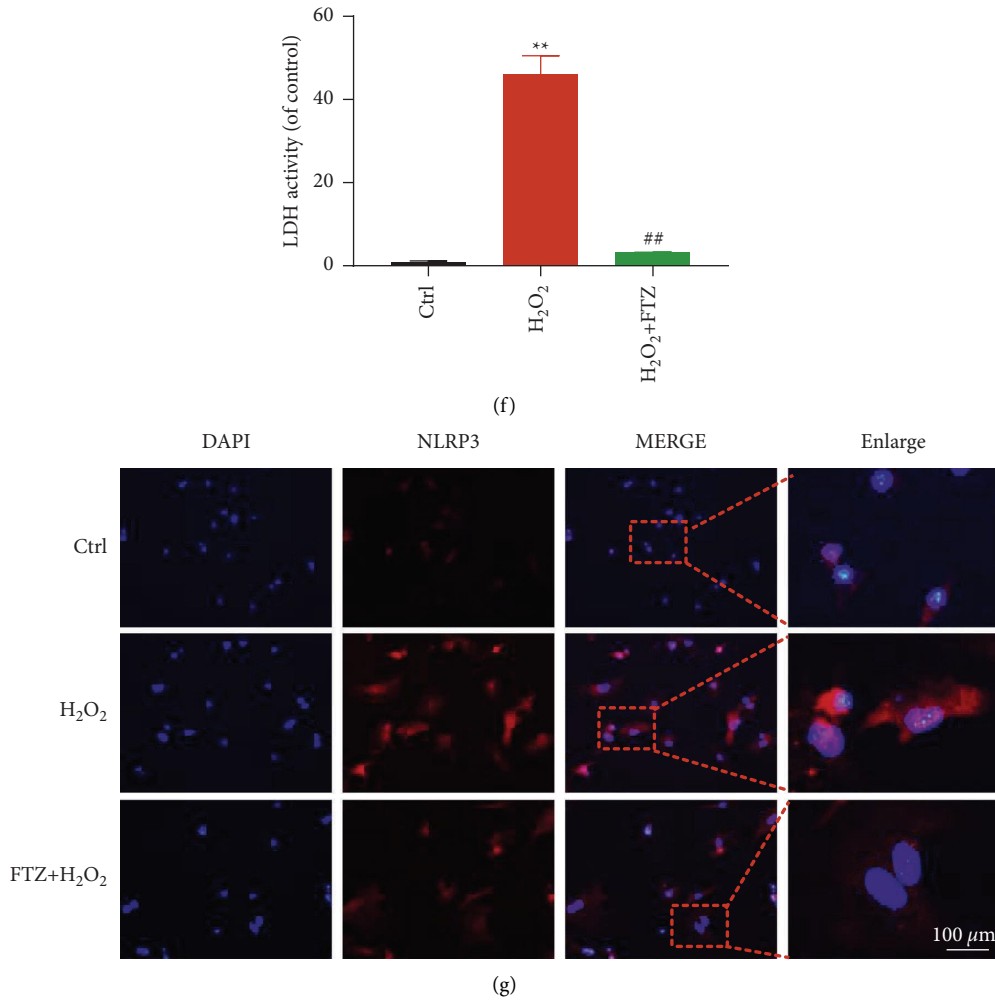 60
40
20
0
LDH activity (of control)
**
##
Ctrl
H₂O₂
H₂O₂+FTZ
(f)
DAPI NLRP3 MERGE Enlarge
Ctrl
H₂O₂
FTZ+H₂O₂
100 μm
(g)